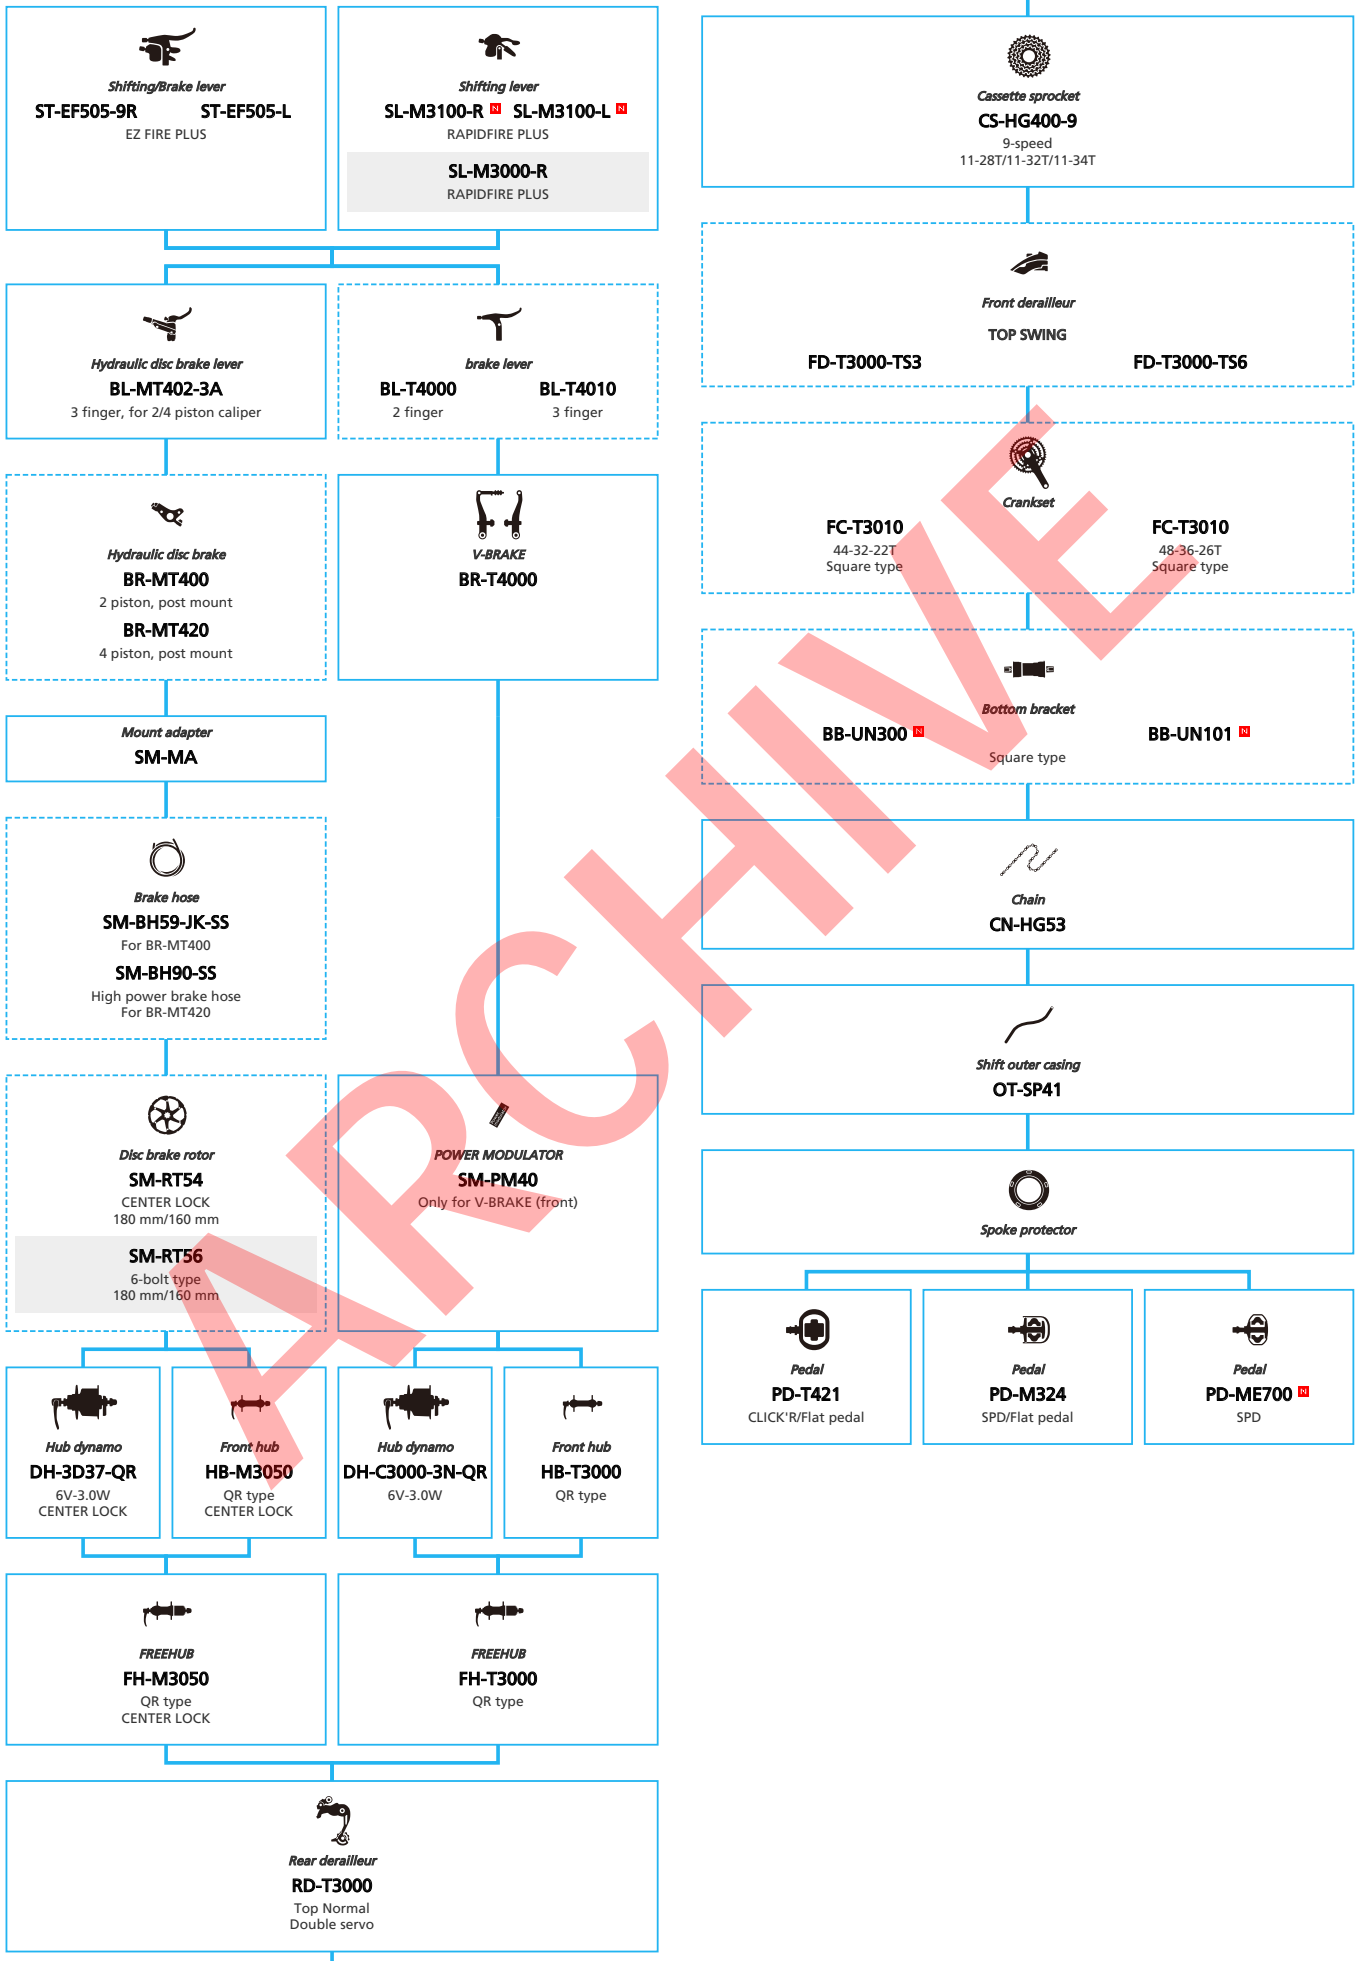 Shifting/Brake lever
ST-EF505-9R ST-EF505-L
EZ FIRE PLUS
Shifting lever
SL-M3100-R N SL-M3100-L N
RAPIDFIRE PLUS
SL-M3000-R
RAPIDFIRE PLUS
Hydraulic disc brake lever
BL-MT402-3A
3 finger, for 2/4 piston caliper
brake lever
BL-T4000 BL-T4010
2 finger 3 finger
Hydraulic disc brake
BR-MT400
2 piston, post mount
BR-MT420
4 piston, post mount
V-BRAKE
BR-T4000
Mount adapter
SM-MA
Brake hose
SM-BH59-JK-SS
For BR-MT400
SM-BH90-SS
High power brake hose
For BR-MT420
Disc brake rotor
SM-RT54
CENTER LOCK
180 mm/160 mm
SM-RT56
6-bolt type
180 mm/160 mm
POWER MODULATOR
SM-PM40
Only for V-BRAKE (front)
Hub dynamo
DH-3D37-QR
6V-3.0W
CENTER LOCK
Front hub
HB-M3050
QR type
CENTER LOCK
Hub dynamo
DH-C3000-3N-QR
6V-3.0W
Front hub
HB-T3000
QR type
FREEHUB
FH-M3050
QR type
CENTER LOCK
FREEHUB
FH-T3000
QR type
Rear derailleur
RD-T3000
Top Normal
Double servo
Cassette sprocket
CS-HG400-9
9-speed
11-28T/11-32T/11-34T
Front derailleur
TOP SWING
FD-T3000-TS3 FD-T3000-TS6
Crankset
FC-T3010 FC-T3010
44-32-22T 48-36-26T
Square type Square type
Bottom bracket
BB-UN300 N BB-UN101 N
Square type
Chain
CN-HG53
Shift outer casing
OT-SP41
Spoke protector
Pedal
PD-T421
CLICK'R/Flat pedal
Pedal
PD-M324
SPD/Flat pedal
Pedal
PD-ME700 N
SPD
ARCHIVE